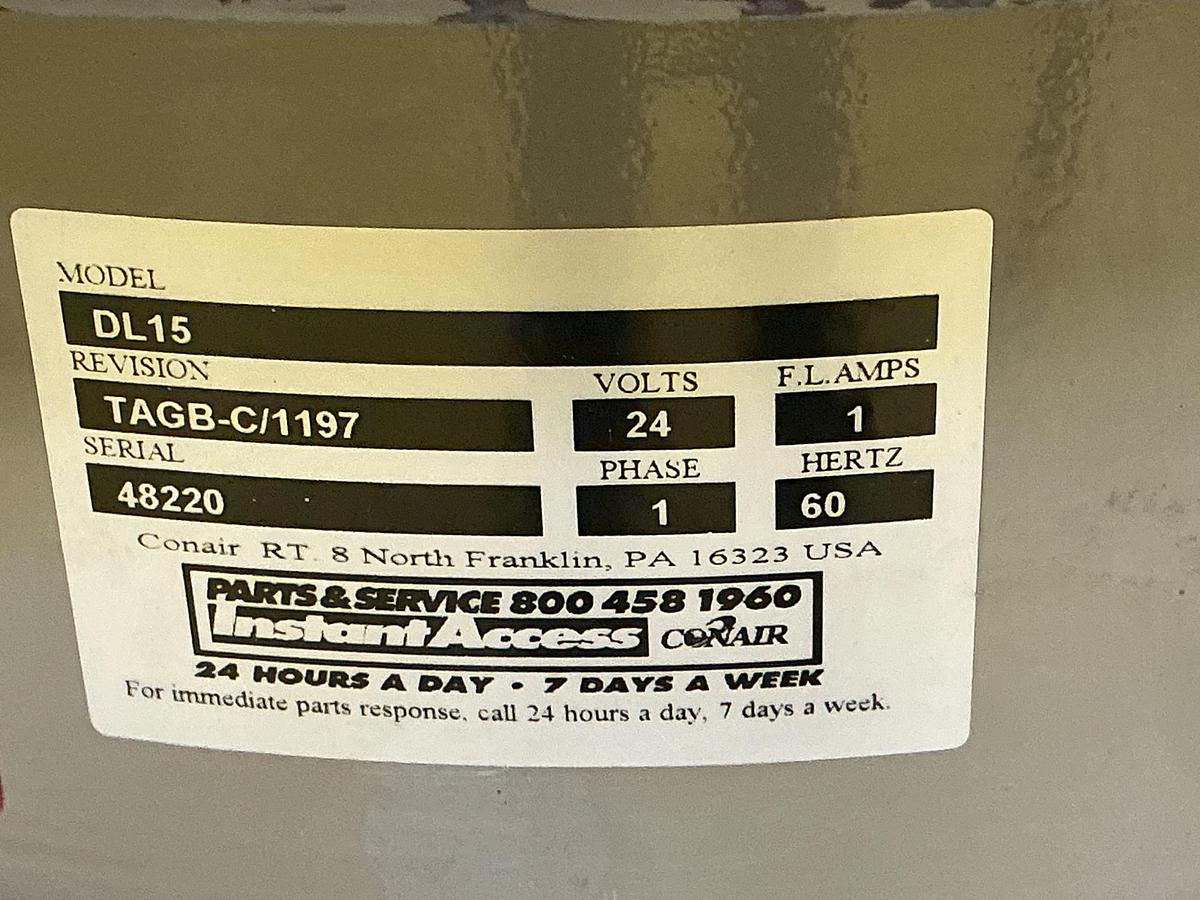 MODEL
DL15
REVISION VOLTS F.L.AMPS
TAGB-C/1197 24 1
SERIAL PHASE HERTZ
48220 1 60
Conair RT. 8 North Franklin, PA 16323 USA
PARTS & SERVICE 800 458 1960
Instant Access CONAIR
24 HOURS A DAY • 7 DAYS A WEEK
For immediate parts response, call 24 hours a day, 7 days a week.